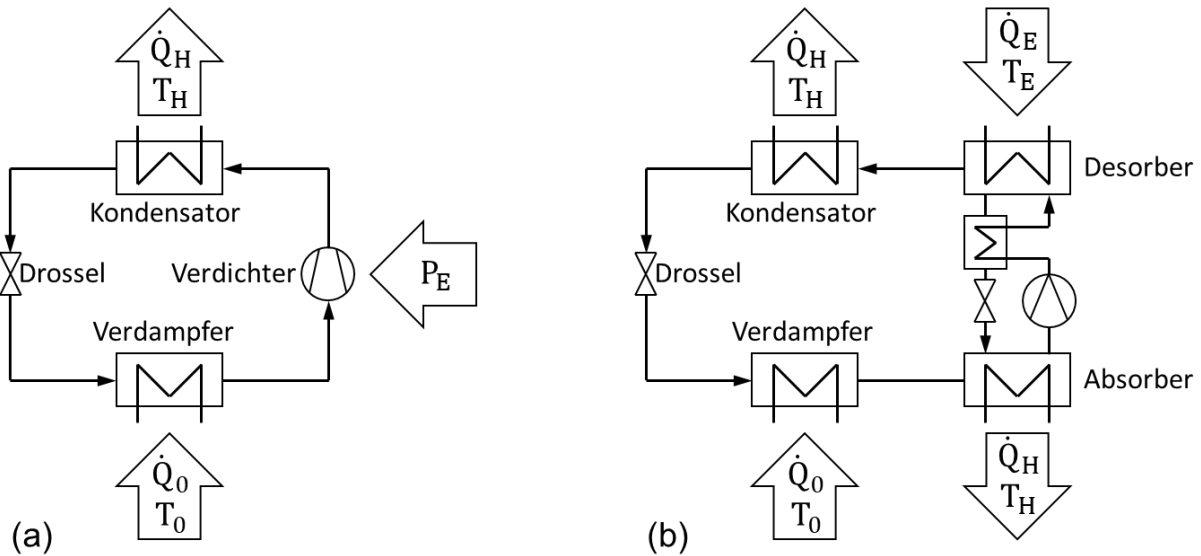 Q̇H
TH
Kondensator
Drossel
Verdichter
PE
Verdampfer
Q̇0
T0
(a)
Q̇H
TH
Q̇E
TE
Desorber
Kondensator
Drossel
Verdampfer
Absorber
Q̇0
T0
Q̇H
TH
(b)